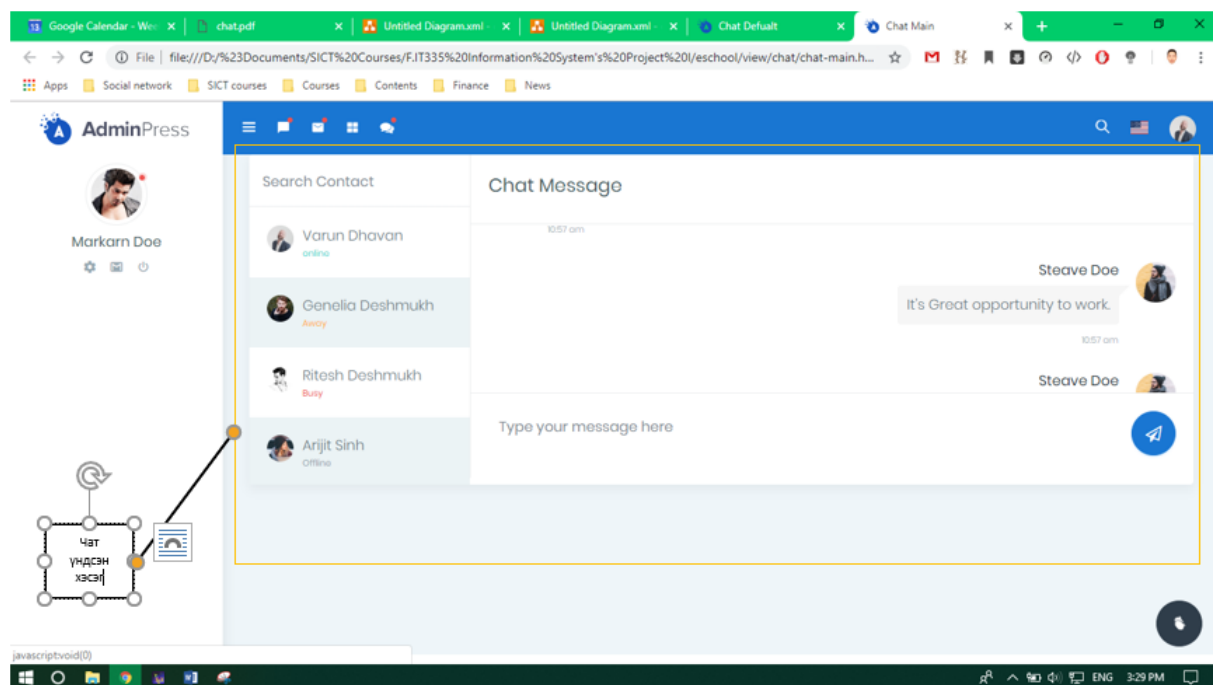 Google Calendar - Wee
chat.pdf
Untitled Diagram.xml -
Untitled Diagram.xml -
Chat Defualt
Chat Main
File | file:///D:/%23Documents/SICT%20Courses/F.IT335%20Information%20System's%20Project%20I/eschool/view/chat/chat-main.h...
Apps
Social network
SICT courses
Courses
Contents
Finance
News
AdminPress
Markarn Doe
Search Contact
Varun Dhavan
online
Genelia Deshmukh
Away
Ritesh Deshmukh
Busy
Arijit Sinh
Offline
Chat Message
10:57 am
Steave Doe
It's Great opportunity to work.
10:57 am
Steave Doe
Type your message here
Чат
үндсэн
хэсэг
javascript:void(0)
ENG
3:29 PM